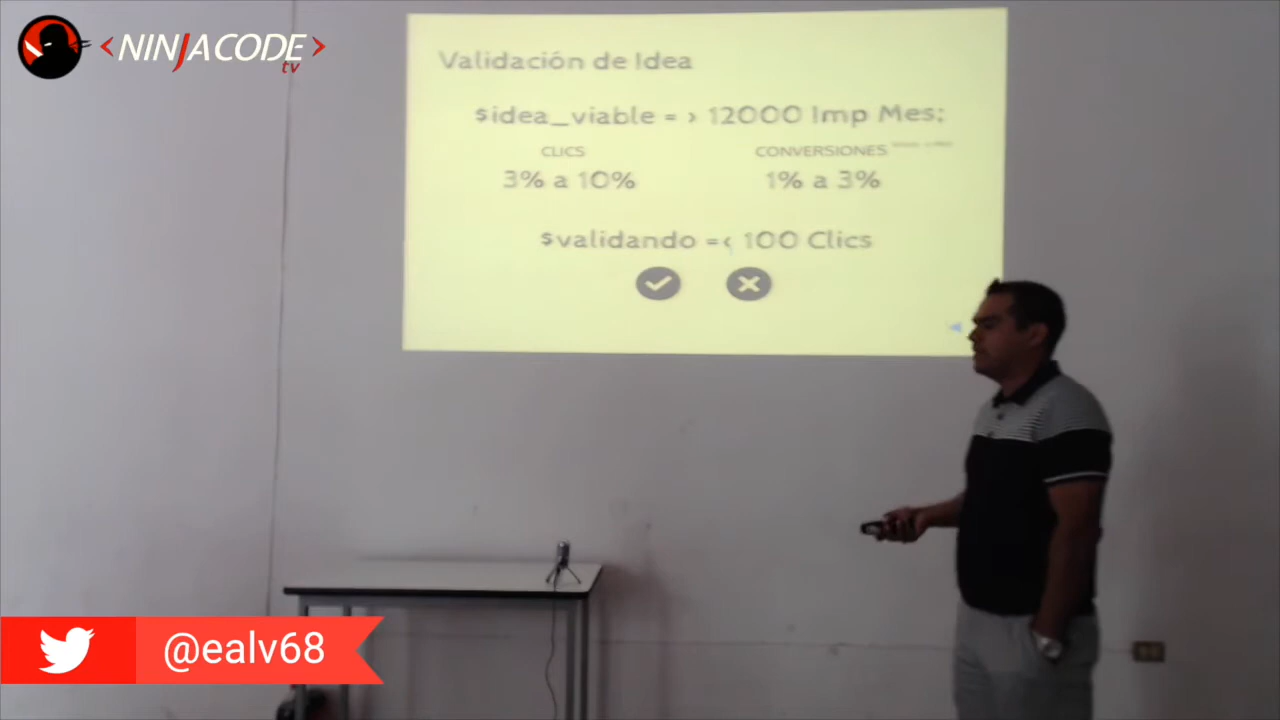 <NINJACODE>
tv
Validación de Idea
$idea_viable = > 12000 Imp Mes;
CLICS
CONVERSIONES
3% a 10%
1% a 3%
$validando =< 100 Clics
@ealv68